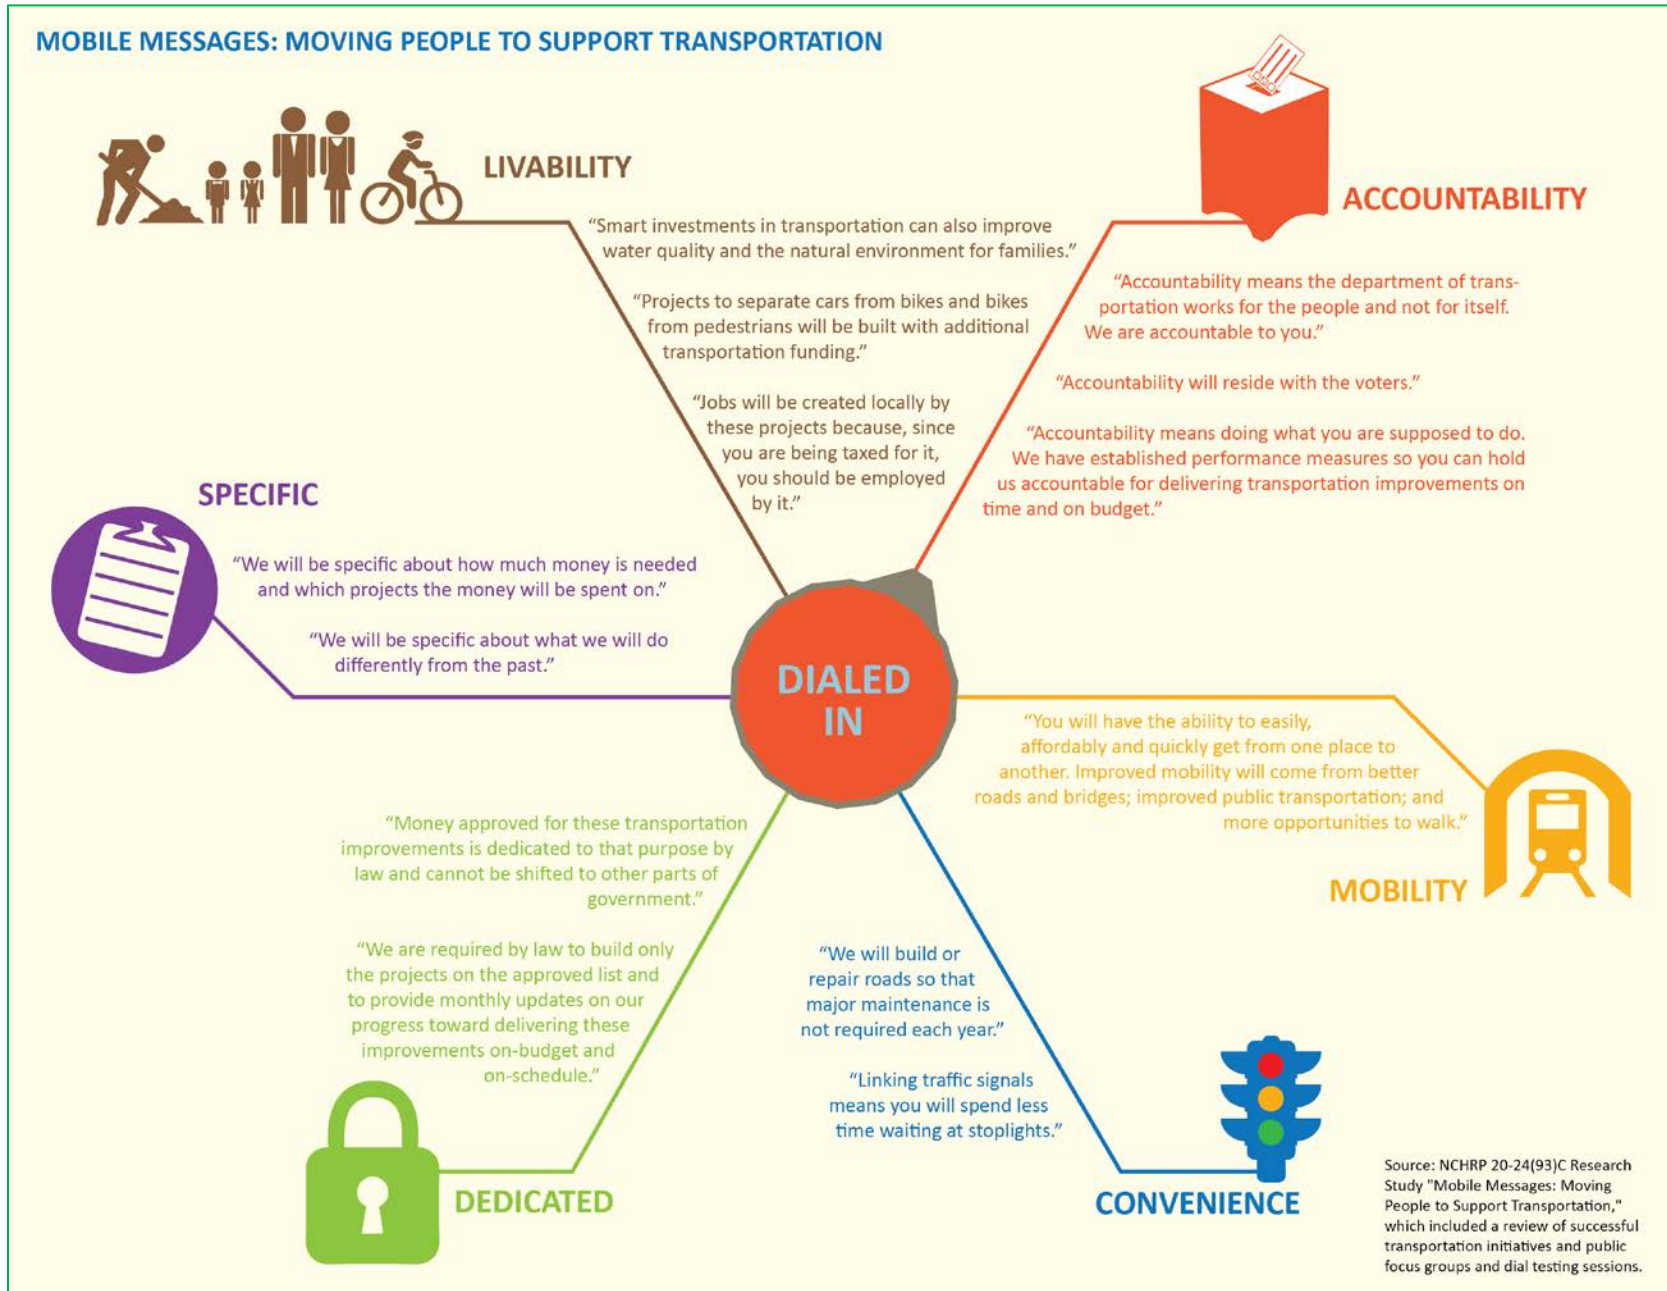 MOBILE MESSAGES: MOVING PEOPLE TO SUPPORT TRANSPORTATION
LIVABILITY
“Smart investments in transportation can also improve
water quality and the natural environment for families.”
“Projects to separate cars from bikes and bikes
from pedestrians will be built with additional
transportation funding.”
“Jobs will be created locally by
these projects because, since
you are being taxed for it,
you should be employed
by it.”
ACCOUNTABILITY
“Accountability means the department of trans-
portation works for the people and not for itself.
We are accountable to you.”
“Accountability will reside with the voters.”
“Accountability means doing what you are supposed to do.
We have established performance measures so you can hold
us accountable for delivering transportation improvements on
time and on budget.”
SPECIFIC
“We will be specific about how much money is needed
and which projects the money will be spent on.”
“We will be specific about what we will do
differently from the past.”
DIALED
IN
“You will have the ability to easily,
affordably and quickly get from one place to
another. Improved mobility will come from better
roads and bridges; improved public transportation; and
more opportunities to walk.”
MOBILITY
“Money approved for these transportation
improvements is dedicated to that purpose by
law and cannot be shifted to other parts of
government.”
“We are required by law to build only
the projects on the approved list and
to provide monthly updates on our
progress toward delivering these
improvements on-budget and
on-schedule.”
DEDICATED
“We will build or
repair roads so that
major maintenance is
not required each year.”
“Linking traffic signals
means you will spend less
time waiting at stoplights.”
CONVENIENCE
Source: NCHRP 20-24(93)C Research
Study "Mobile Messages: Moving
People to Support Transportation,"
which included a review of successful
transportation initiatives and public
focus groups and dial testing sessions.